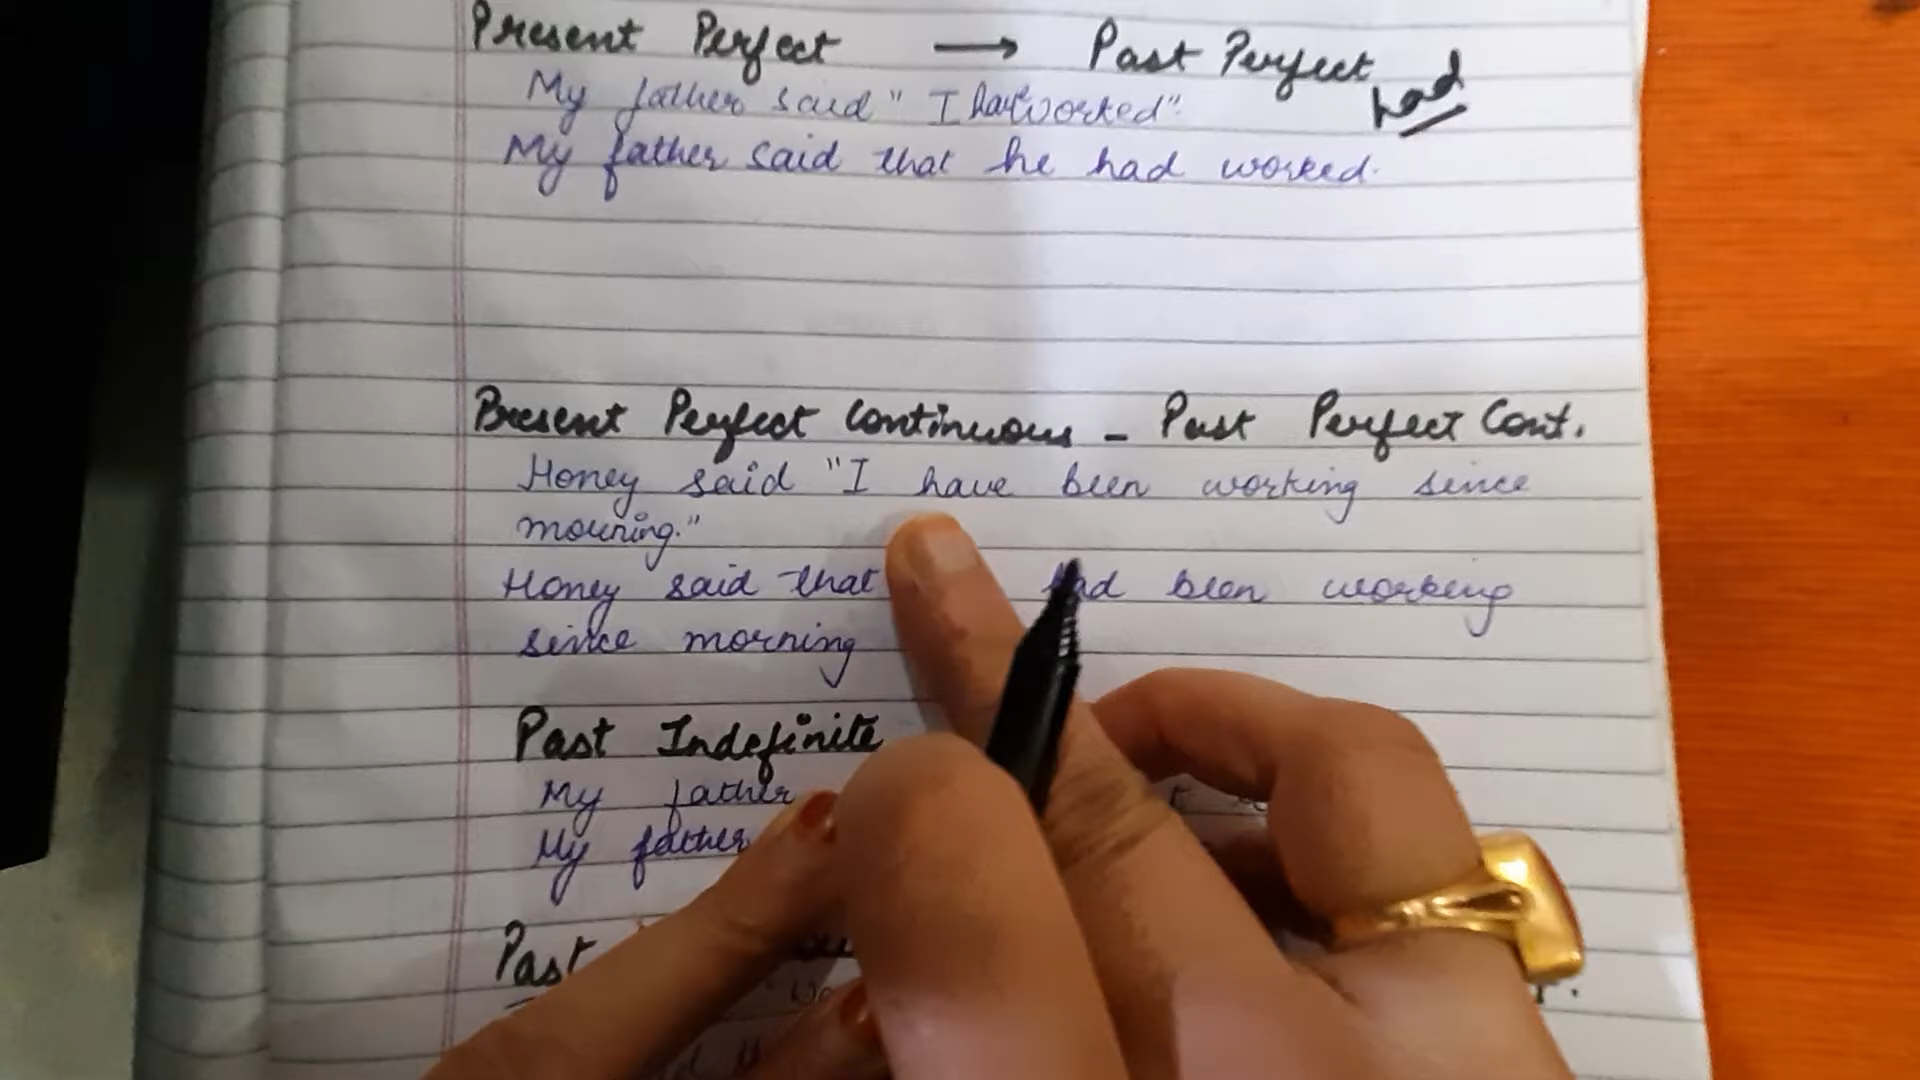 Present Perfect → Past Perfect
had
My father said "I have worked".
My father said that he had worked.
Present Perfect Continuous - Past Perfect Cont.
Honey said "I have been working since
morning."
Honey said that had been working
since morning
Past Indefinite
My father
My father
Past